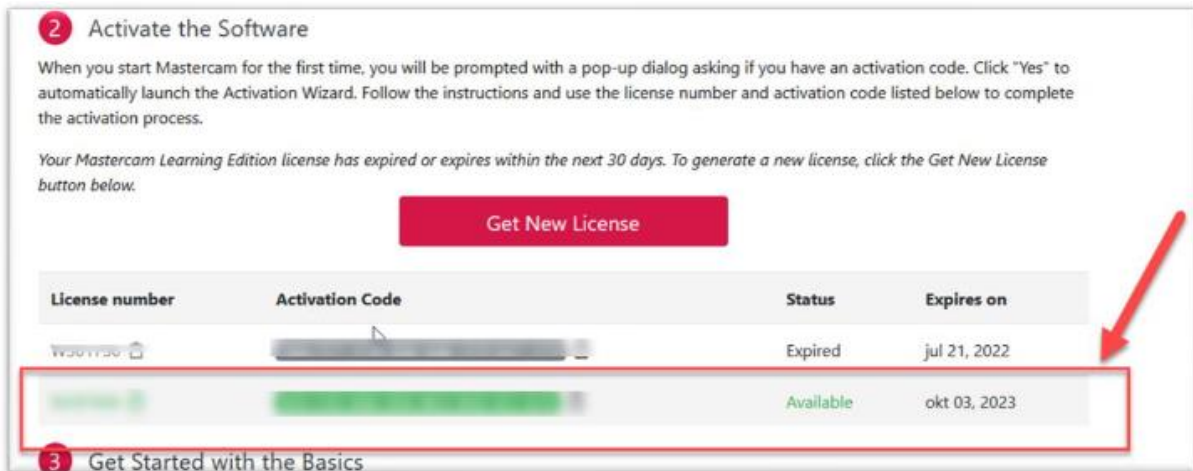 2 Activate the Software
When you start Mastercam for the first time, you will be prompted with a pop-up dialog asking if you have an activation code. Click "Yes" to
automatically launch the Activation Wizard. Follow the instructions and use the license number and activation code listed below to complete
the activation process.
Your Mastercam Learning Edition license has expired or expires within the next 30 days. To generate a new license, click the Get New License
button below.
Get New License
License number Activation Code Status Expires on
Expired jul 21, 2022
Available okt 03, 2023
3 Get Started with the Basics